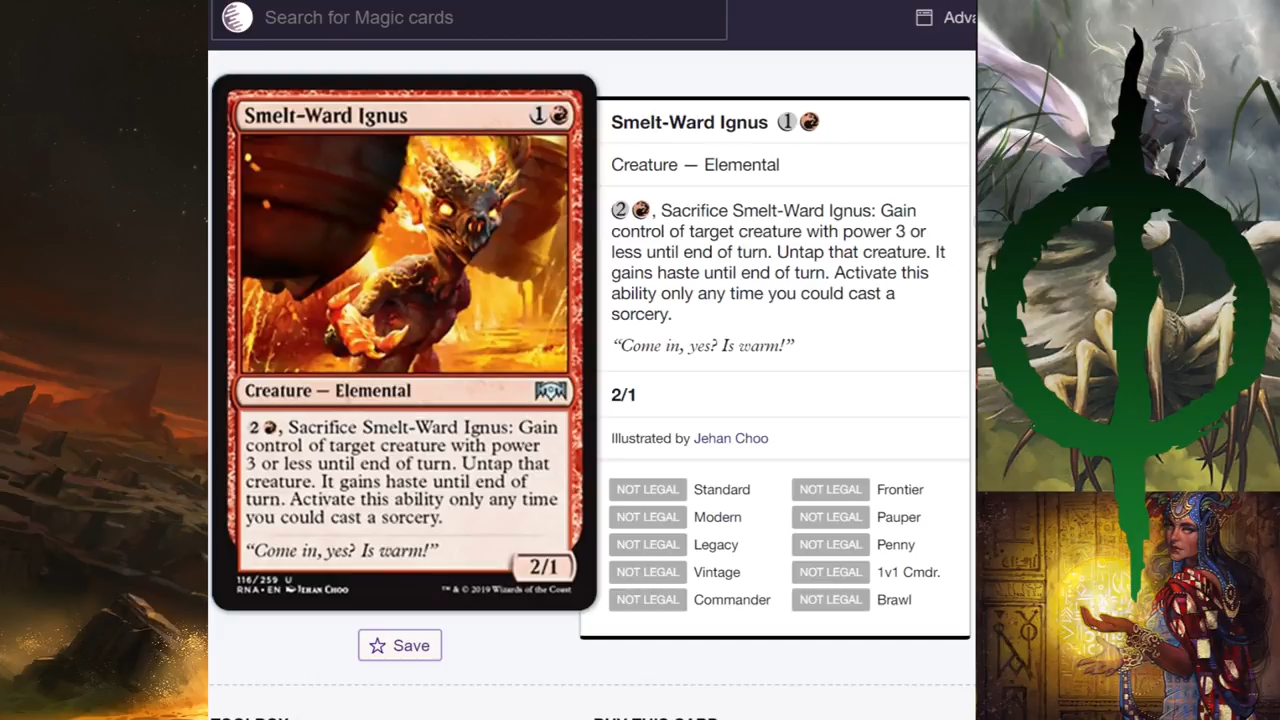 Search for Magic cards
Adva
Smelt-Ward Ignus 1
Creature — Elemental
2 , Sacrifice Smelt-Ward Ignus: Gain
control of target creature with power
3 or less until end of turn. Untap that
creature. It gains haste until end of
turn. Activate this ability only any time
you could cast a sorcery.
“Come in, yes? Is warm!”
2/1
116/259 U
RNA • EN Jehan Choo
™ & © 2019 Wizards of the Coast
Save
Smelt-Ward Ignus 1
Creature — Elemental
2 , Sacrifice Smelt-Ward Ignus: Gain
control of target creature with power 3 or
less until end of turn. Untap that creature. It
gains haste until end of turn. Activate this
ability only any time you could cast a
sorcery.
“Come in, yes? Is warm!”
2/1
Illustrated by Jehan Choo
NOT LEGAL Standard NOT LEGAL Frontier
NOT LEGAL Modern NOT LEGAL Pauper
NOT LEGAL Legacy NOT LEGAL Penny
NOT LEGAL Vintage NOT LEGAL 1v1 Cmdr.
NOT LEGAL Commander NOT LEGAL Brawl
TOOLBOX
BUY THIS CARD